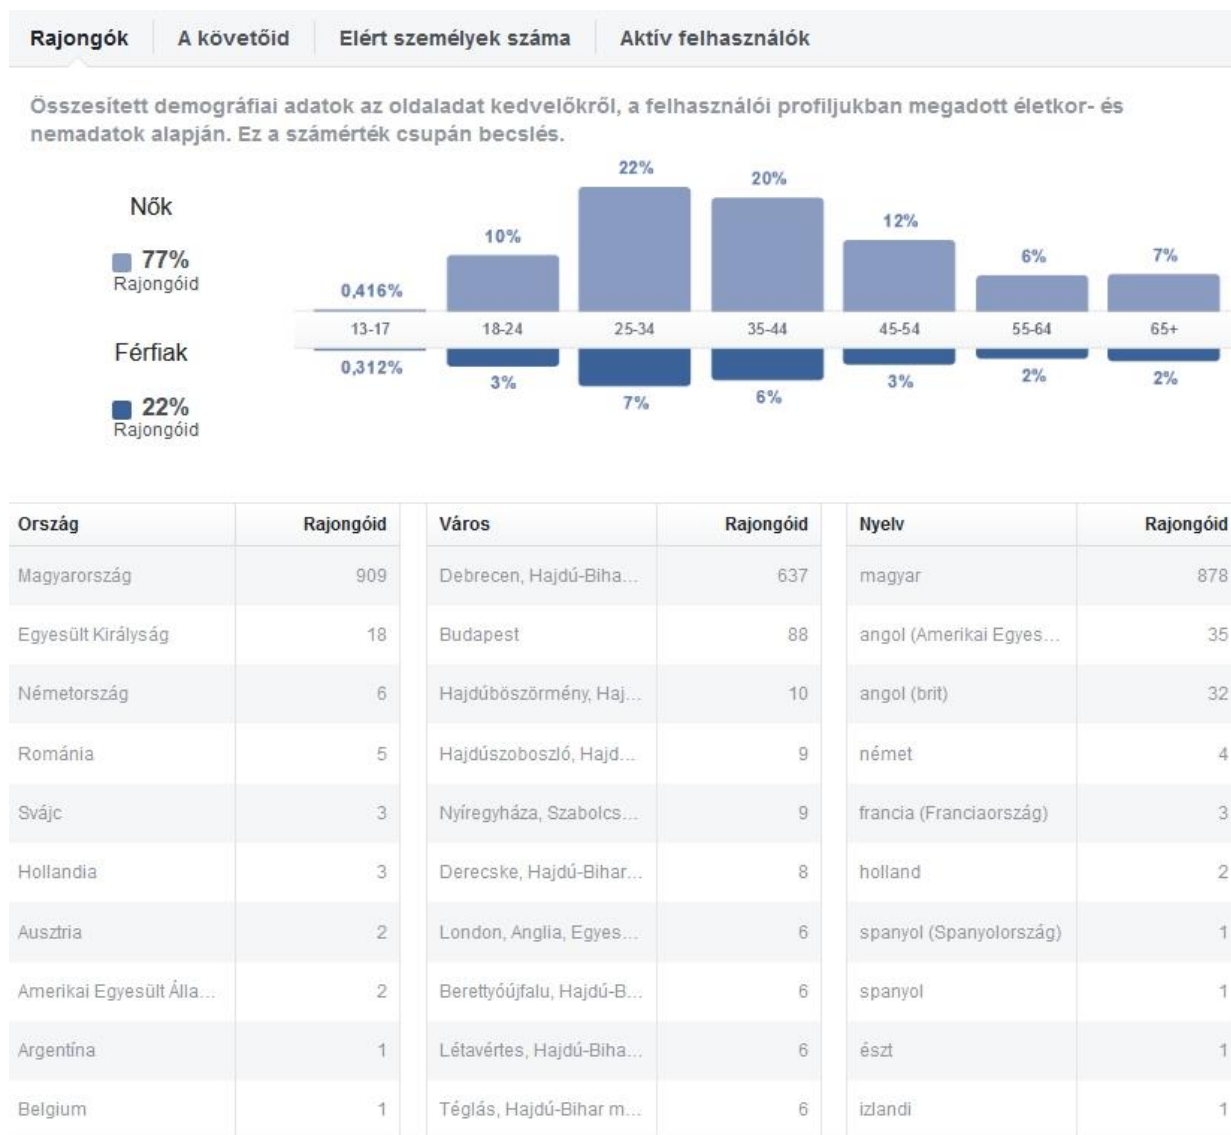 Rajongók A követőid Elért személyek száma Aktív felhasználók
Összesített demográfiai adatok az oldaladat kedvelőkről, a felhasználói profiljukban megadott életkor- és
nemadatok alapján. Ez a számérték csupán becslés.
Nők
77%
Rajongóid
0,416% 10% 22% 20% 12% 6% 7%
13-17 18-24 25-34 35-44 45-54 55-64 65+
Férfiak
22%
Rajongóid
0,312% 3% 7% 6% 3% 2% 2%
Ország Rajongóid Város Rajongóid Nyelv Rajongóid
Magyarország 909 Debrecen, Hajdú-Biha... 637 magyar 878
Egyesült Királyság 18 Budapest 88 angol (Amerikai Egyes... 35
Németország 6 Hajdúböszörmény, Haj... 10 angol (brit) 32
Románia 5 Hajdúszoboszló, Hajd... 9 német 4
Svájc 3 Nyíregyháza, Szabolcs... 9 francia (Franciaország) 3
Hollandia 3 Derecske, Hajdú-Bihar... 8 holland 2
Ausztria 2 London, Anglia, Egyes... 6 spanyol (Spanyolország) 1
Amerikai Egyesült Álla... 2 Berettyóújfalu, Hajdú-B... 6 spanyol 1
Argentína 1 Létavértes, Hajdú-Biha... 6 észt 1
Belgium 1 Téglás, Hajdú-Bihar m... 6 izlandi 1